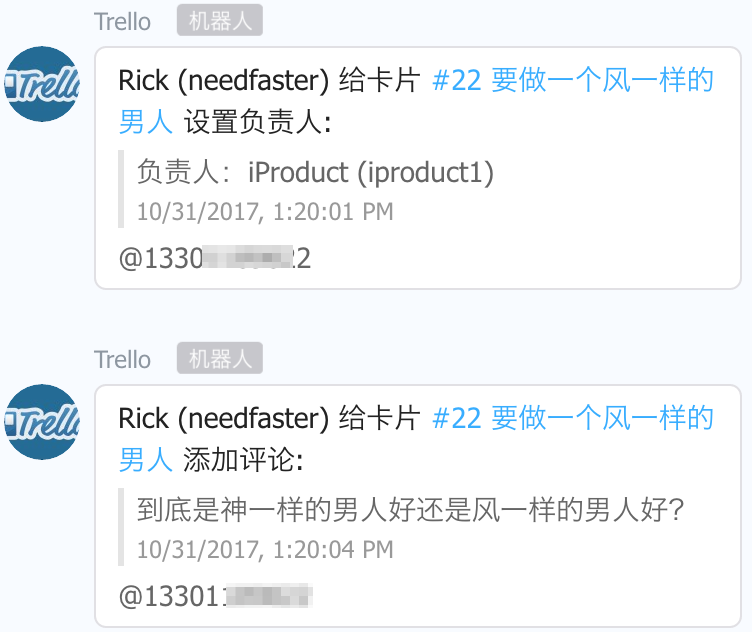 Trello 机器人
Trello
Rick (needfaster) 给卡片 #22 要做一个风一样的
男人 设置负责人:
负责人：iProduct (iproduct1)
10/31/2017, 1:20:01 PM
@1330 2
Trello 机器人
Trello
Rick (needfaster) 给卡片 #22 要做一个风一样的
男人 添加评论:
到底是神一样的男人好还是风一样的男人好?
10/31/2017, 1:20:04 PM
@13301